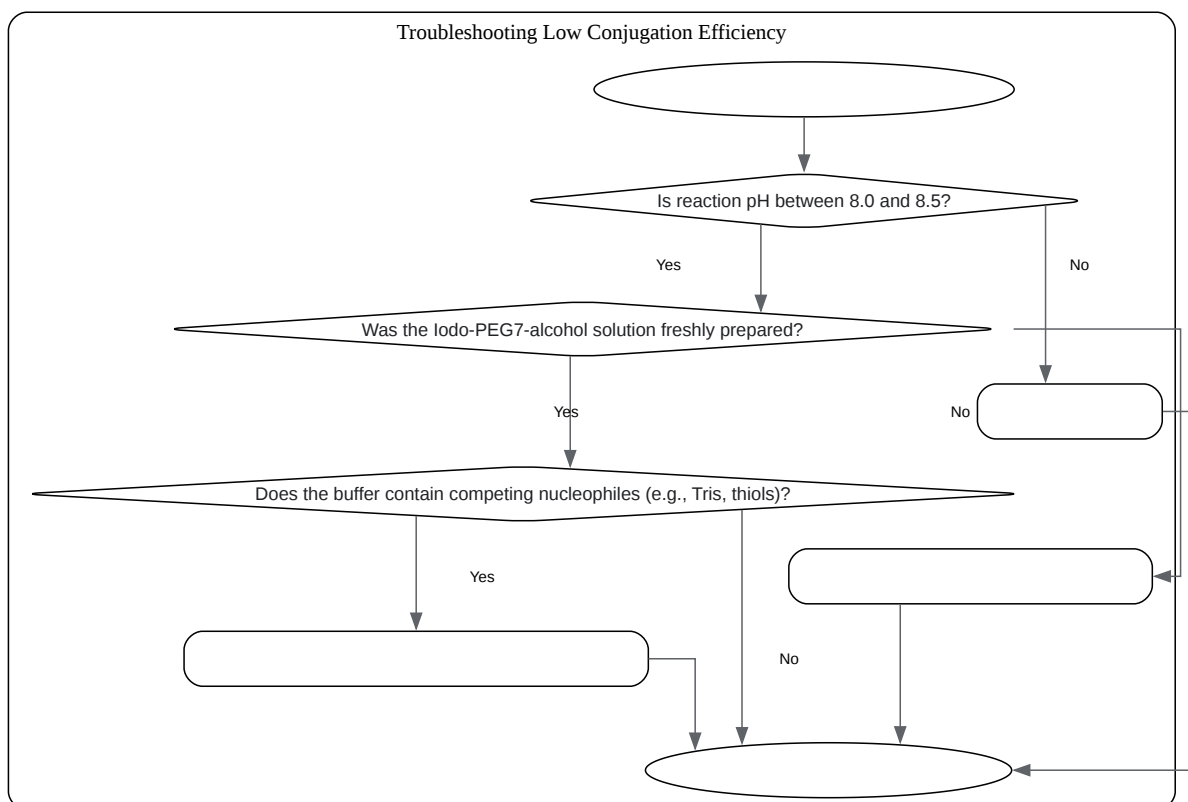 Troubleshooting Low Conjugation Efficiency
Is reaction pH between 8.0 and 8.5?
Yes
No
Was the Iodo-PEG7-alcohol solution freshly prepared?
Yes
No
Does the buffer contain competing nucleophiles (e.g., Tris, thiols)?
Yes
No